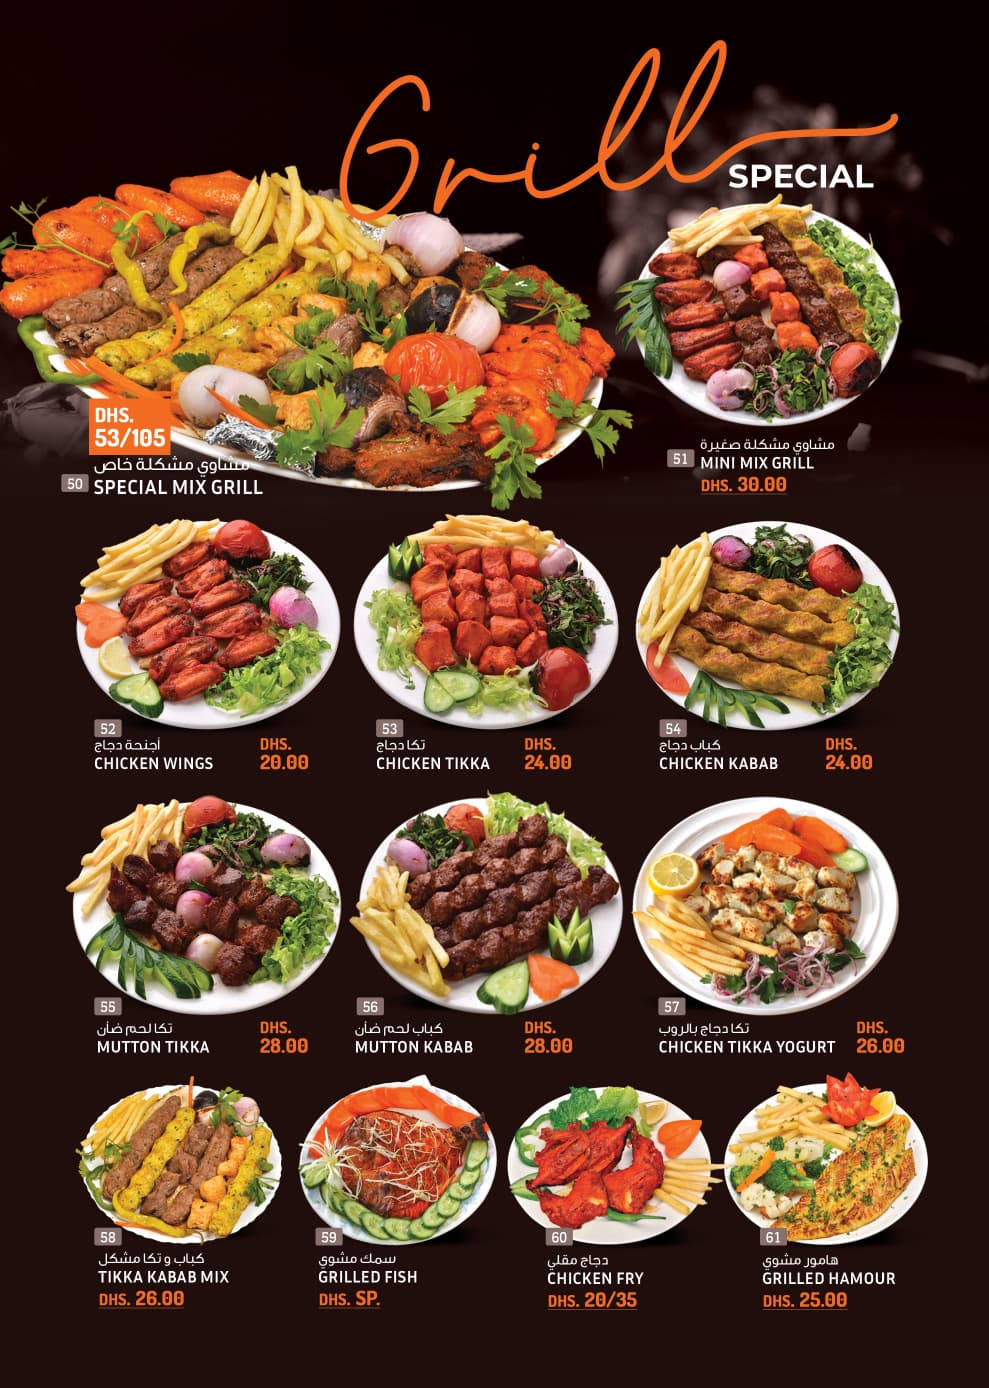 Grill
SPECIAL
DHS.
53/105
مشاوي مشكلة خاص
50 SPECIAL MIX GRILL
مشاوي مشكلة صغيرة
51 MINI MIX GRILL
DHS. 30.00
52
أجنحة دجاج
CHICKEN WINGS
DHS.
20.00
53
تكا دجاج
CHICKEN TIKKA
DHS.
24.00
54
كباب دجاج
CHICKEN KABAB
DHS.
24.00
55
تكا لحم ضأن
MUTTON TIKKA
DHS.
28.00
56
كباب لحم ضأن
MUTTON KABAB
DHS.
28.00
57
تكا دجاج بالروب
CHICKEN TIKKA YOGURT
DHS.
26.00
58
كباب و تكا مشكل
TIKKA KABAB MIX
DHS. 26.00
59
سمك مشوي
GRILLED FISH
DHS. SP.
60
دجاج مقلي
CHICKEN FRY
DHS. 20/35
61
هامور مشوي
GRILLED HAMOUR
DHS. 25.00